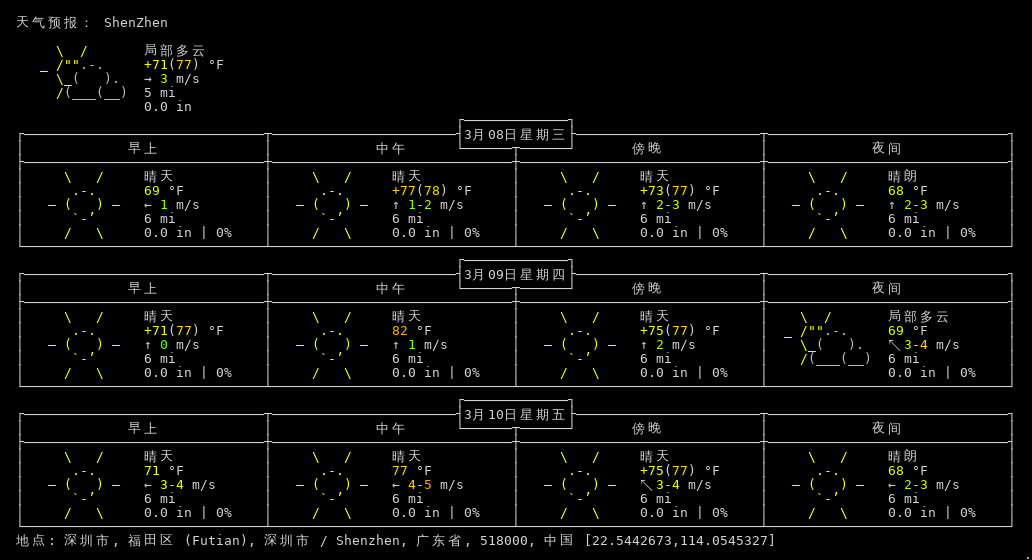 天气预报： ShenZhen
局部多云
+71(77) °F
→ 3 m/s
5 mi
0.0 in
3月08日星期三
早上 中午 傍晚 夜间
晴天 晴天 晴天 晴朗
69 °F +77(78) °F +73(77) °F 68 °F
← 1 m/s ↑ 1-2 m/s ↑ 2-3 m/s ↑ 2-3 m/s
6 mi 6 mi 6 mi 6 mi
0.0 in | 0% 0.0 in | 0% 0.0 in | 0% 0.0 in | 0%
3月09日星期四
早上 中午 傍晚 夜间
晴天 晴天 晴天 局部多云
+71(77) °F 82 °F +75(77) °F 69 °F
↑ 0 m/s ↑ 1 m/s ↑ 2 m/s ↖ 3-4 m/s
6 mi 6 mi 6 mi 6 mi
0.0 in | 0% 0.0 in | 0% 0.0 in | 0% 0.0 in | 0%
3月10日星期五
早上 中午 傍晚 夜间
晴天 晴天 晴天 晴朗
71 °F 77 °F +75(77) °F 68 °F
← 3-4 m/s ← 4-5 m/s ↖ 3-4 m/s ← 2-3 m/s
6 mi 6 mi 6 mi 6 mi
0.0 in | 0% 0.0 in | 0% 0.0 in | 0% 0.0 in | 0%
地点: 深圳市, 福田区 (Futian), 深圳市 / Shenzhen, 广东省, 518000, 中国 [22.5442673,114.0545327]